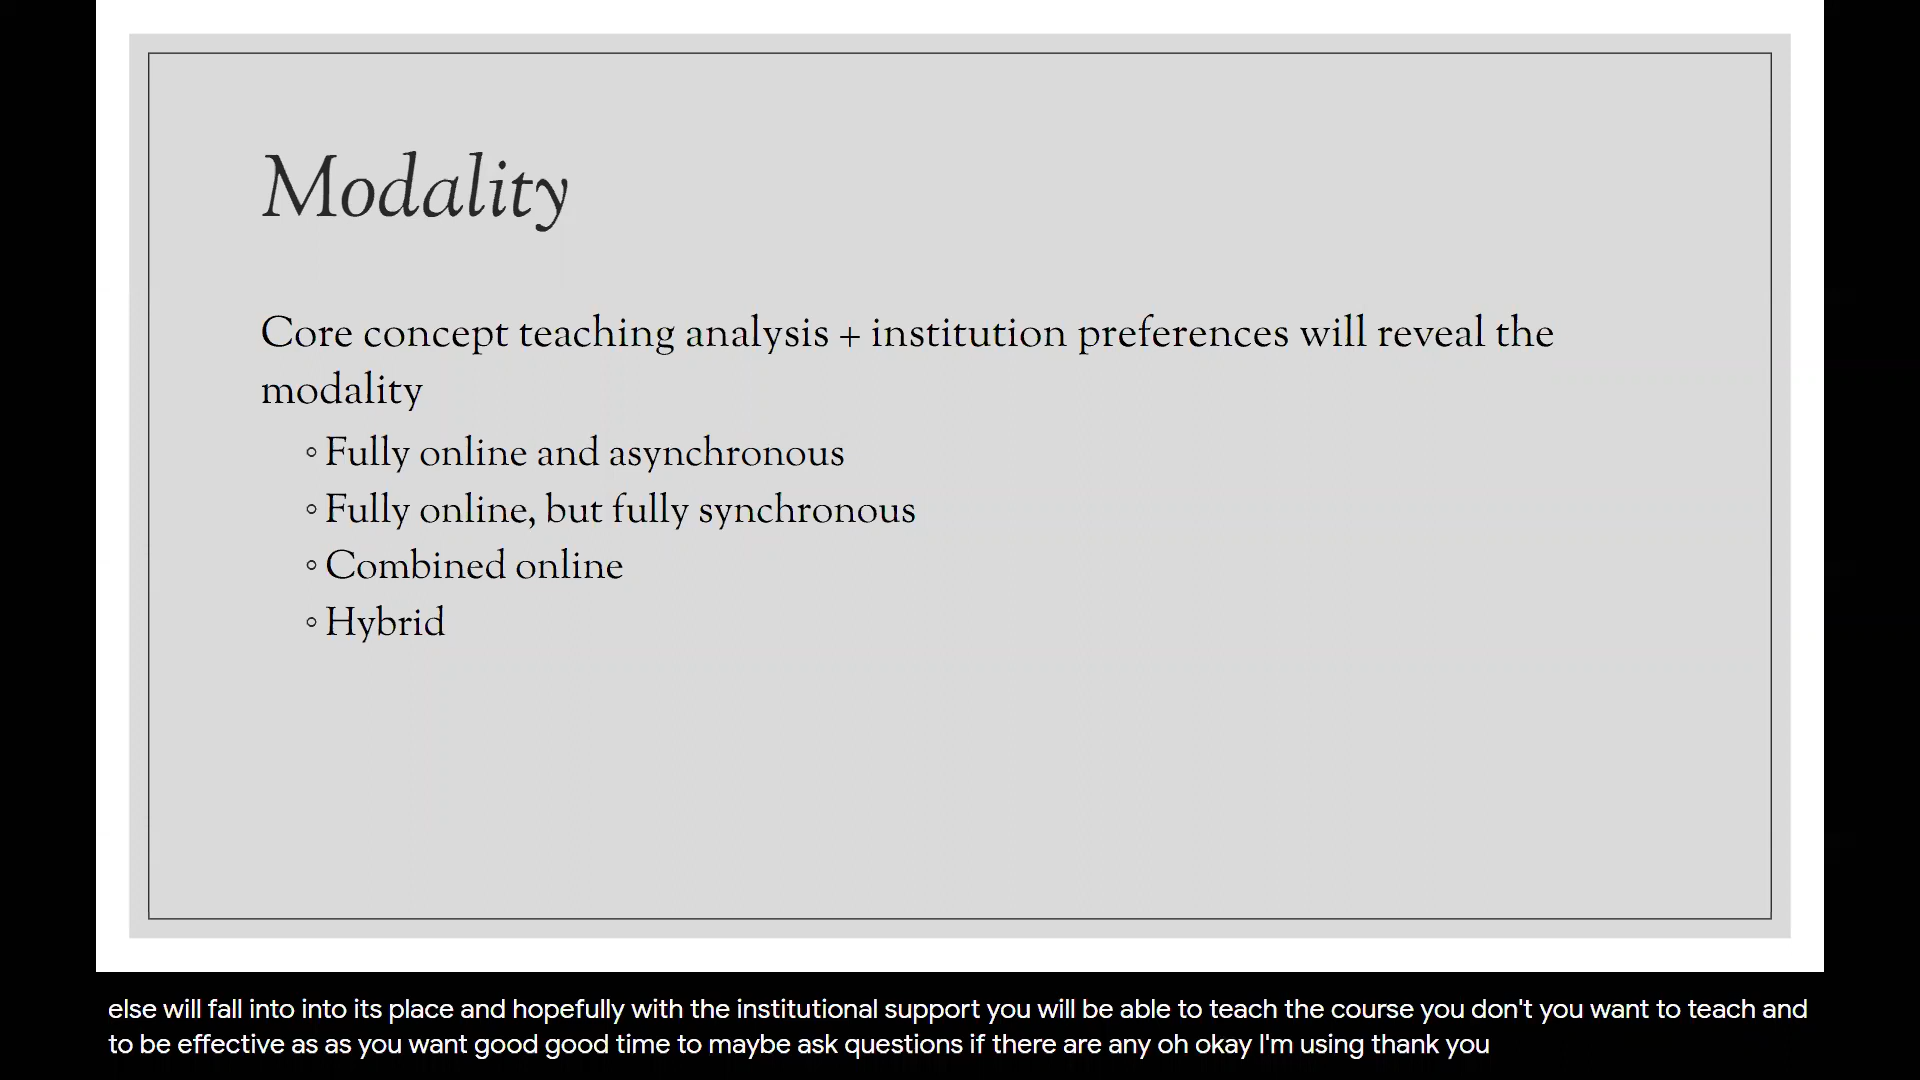 Modality
Core concept teaching analysis + institution preferences will reveal the
modality
◦ Fully online and asynchronous
◦ Fully online, but fully synchronous
◦ Combined online
◦ Hybrid
else will fall into into its place and hopefully with the institutional support you will be able to teach the course you don't you want to teach and
to be effective as as you want good good time to maybe ask questions if there are any oh okay I'm using thank you